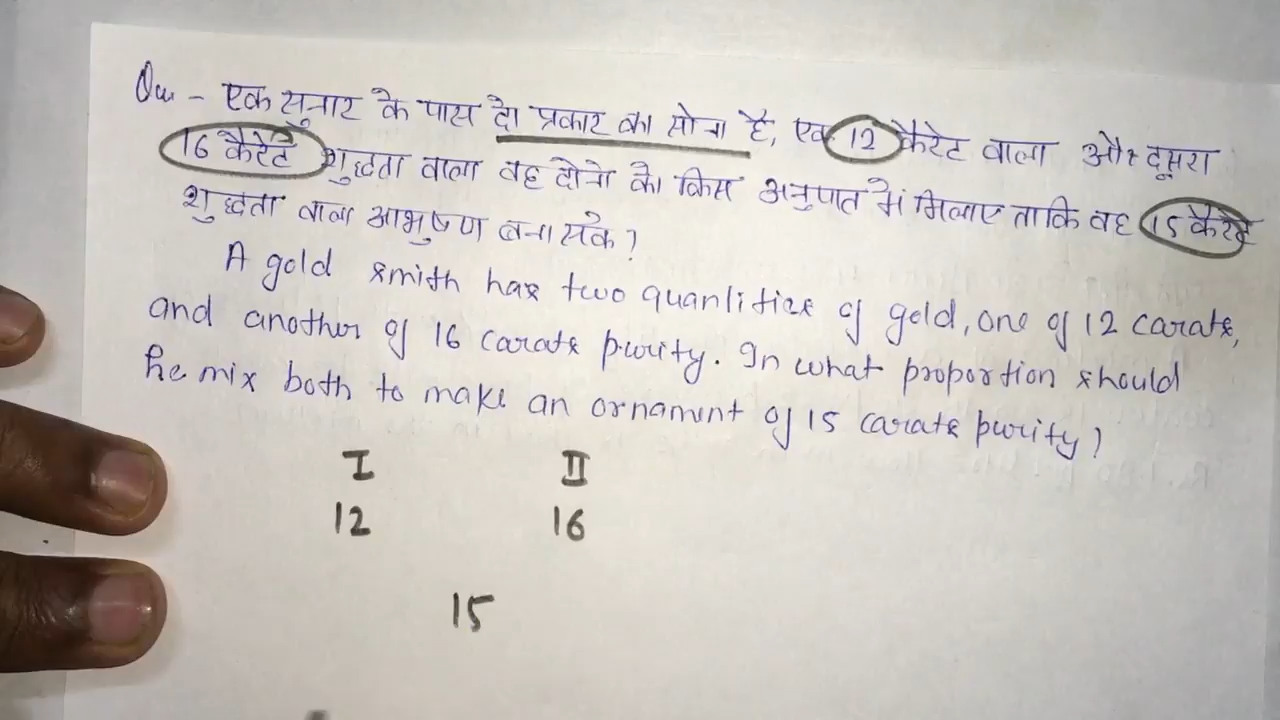 Que - एक सुनार के पास दो प्रकार का सोना है, एक 12 कैरेट वाला और दूसरा
16 कैरेट शुद्धता वाला वह दोनो को किस अनुपात में मिलाए ताकि वह 15 कैरेट
शुद्धता वाला आभुषण बना सके?
A gold smith has two quanlities of gold, one of 12 carats,
and another of 16 carats purity. In what proportion should
he mix both to make an ornament of 15 carats purity?
I II
12 16
15